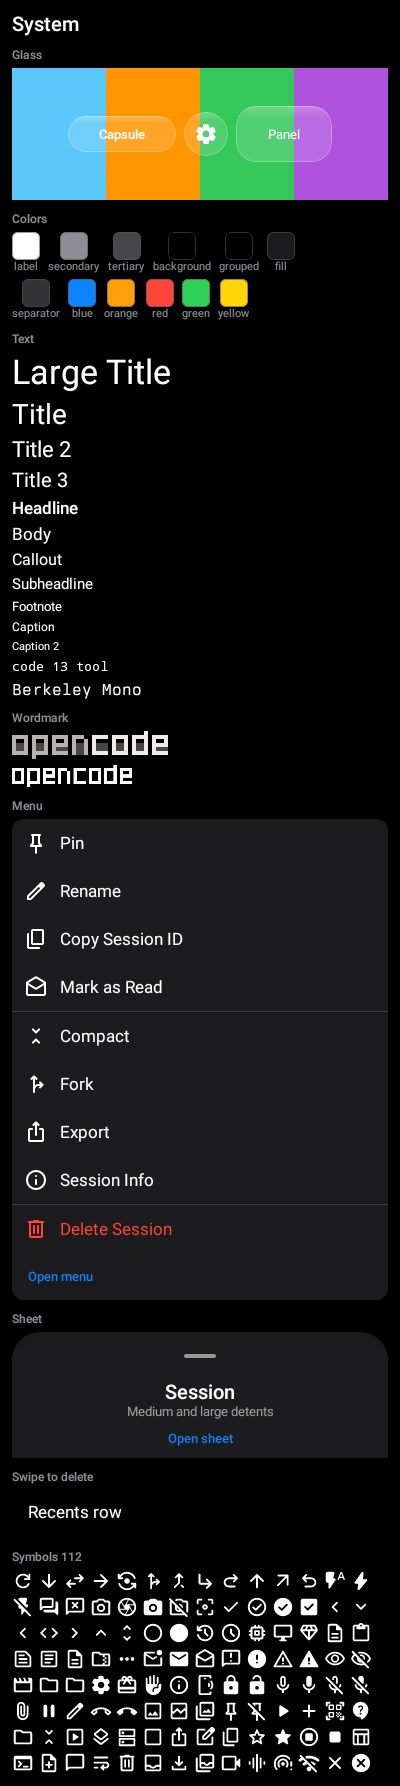 System
Glass
Capsule
Panel
Colors
label secondary tertiary background grouped fill
separator blue orange red green yellow
Text
Large Title
Title
Title 2
Title 3
Headline
Body
Callout
Subheadline
Footnote
Caption
Caption 2
code 13 tool
Berkeley Mono
Wordmark
opencode
opencode
Menu
Pin
Rename
Copy Session ID
Mark as Read
Compact
Fork
Export
Session Info
Delete Session
Open menu
Sheet
Session
Medium and large detents
Open sheet
Swipe to delete
Recents row
Symbols 112